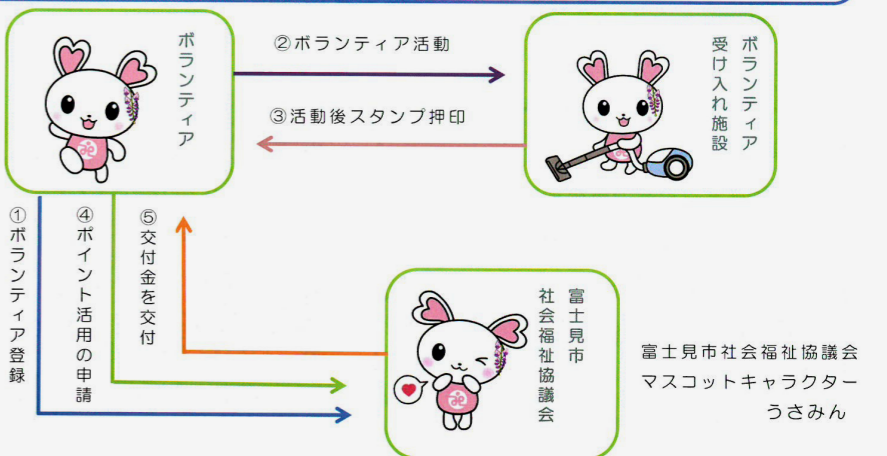 ボランティア
②ボランティア活動
③活動後スタンプ押印
ボランティア
受け入れ施設
①ボランティア登録
④ポイント活用の申請
⑤交付金を交付
富士見市
社会福祉協議会
富士見市社会福祉協議会
マスコットキャラクター
うさみん